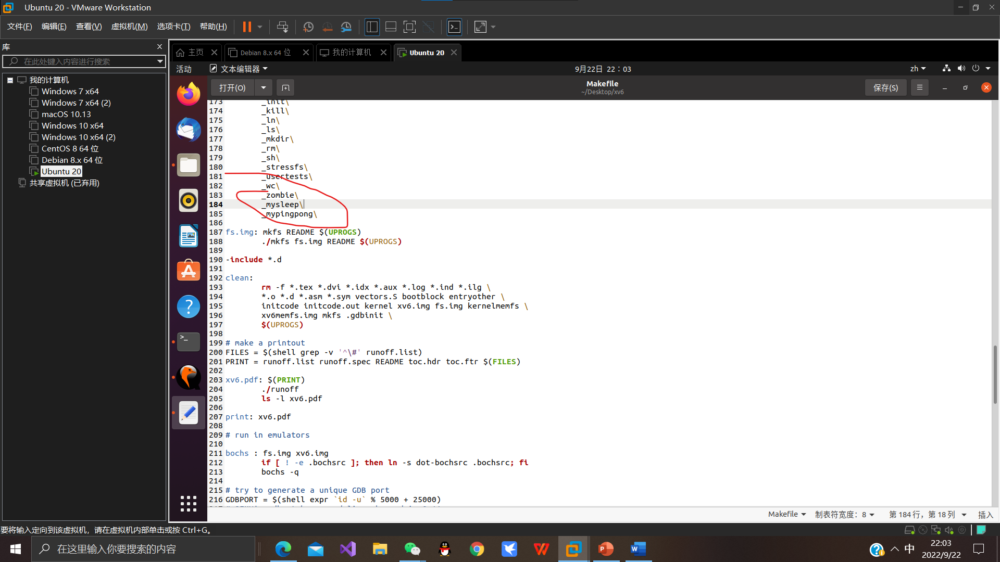 Ubuntu 20 - VMware Workstation
文件(F) 编辑(E) 查看(V) 虚拟机(M) 选项卡(T) 帮助(H)
库
在此处键入内容进行搜索
我的计算机
Windows 7 x64
Windows 7 x64 (2)
macOS 10.13
Windows 10 x64
Windows 10 x64 (2)
CentOS 8 64 位
Debian 8.x 64 位
Ubuntu 20
共享虚拟机 (已弃用)
主页 Debian 8.x 64 位 我的计算机 Ubuntu 20
活动 文本编辑器 9月22日 22：03 zh
打开(O) Makefile 保存(S)
~/Desktop/xv6
173 _init\
174 _kill\
175 _ln\
176 _ls\
177 _mkdir\
178 _rm\
179 _sh\
180 _stressfs\
181 _usertests\
182 _wc\
183 _zombie\
184 _mysleep\
185 _mypingpong\
186
187 fs.img: mkfs README $(UPROGS)
188 ./mkfs fs.img README $(UPROGS)
189
190 -include *.d
191
192 clean:
193 rm -f *.tex *.dvi *.idx *.aux *.log *.ind *.ilg \
194 *.o *.d *.asm *.sym vectors.S bootblock entryother \
195 initcode initcode.out kernel xv6.img fs.img kernelmemfs \
196 xv6memfs.img mkfs .gdbinit \
197 $(UPROGS)
198
199 # make a printout
200 FILES = $(shell grep -v '^\#' runoff.list)
201 PRINT = runoff.list runoff.spec README toc.hdr toc.ftr $(FILES)
202
203 xv6.pdf: $(PRINT)
204 ./runoff
205 ls -l xv6.pdf
206
207 print: xv6.pdf
208
209 # run in emulators
210
211 bochs : fs.img xv6.img
212 if [ ! -e .bochsrc ]; then ln -s dot-bochsrc .bochsrc; fi
213 bochs -q
214
215 # try to generate a unique GDB port
216 GDBPORT = $(shell expr `id -u` % 5000 + 25000)
Makefile 制表符宽度：8 第 184 行，第 18 列 插入
要将输入定向到该虚拟机，请在虚拟机内部单击或按 Ctrl+G。
在这里输入你要搜索的内容
中
22:03
2022/9/22